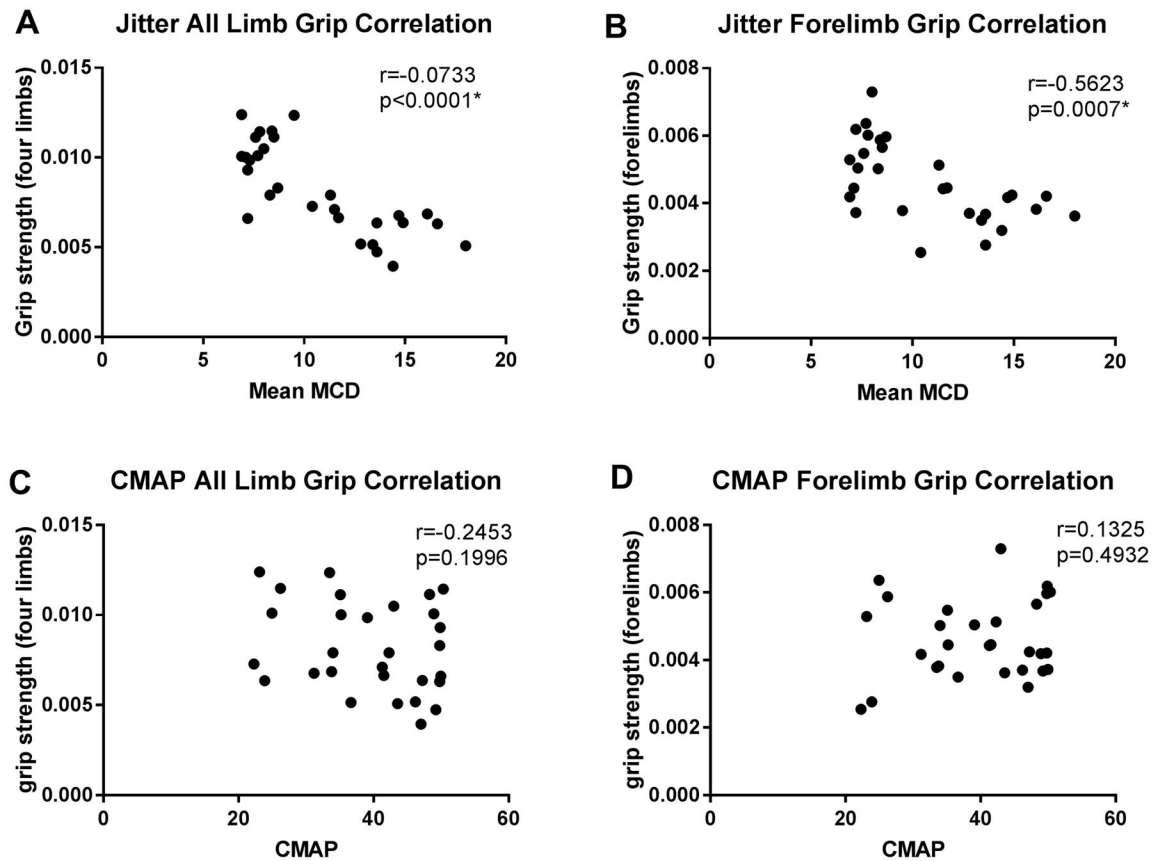 A
Jitter All Limb Grip Correlation
r=-0.0733
p<0.0001*
Grip strength (four limbs)
0.015
0.010
0.005
0.000
0 5 10 15 20
Mean MCD
B
Jitter Forelimb Grip Correlation
r=-0.5623
p=0.0007*
Grip strength (forelimbs)
0.008
0.006
0.004
0.002
0.000
0 5 10 15 20
Mean MCD
C
CMAP All Limb Grip Correlation
r=-0.2453
p=0.1996
grip strength (four limbs)
0.015
0.010
0.005
0.000
0 20 40 60
CMAP
D
CMAP Forelimb Grip Correlation
r=0.1325
p=0.4932
grip strength (forelimbs)
0.008
0.006
0.004
0.002
0.000
0 20 40 60
CMAP